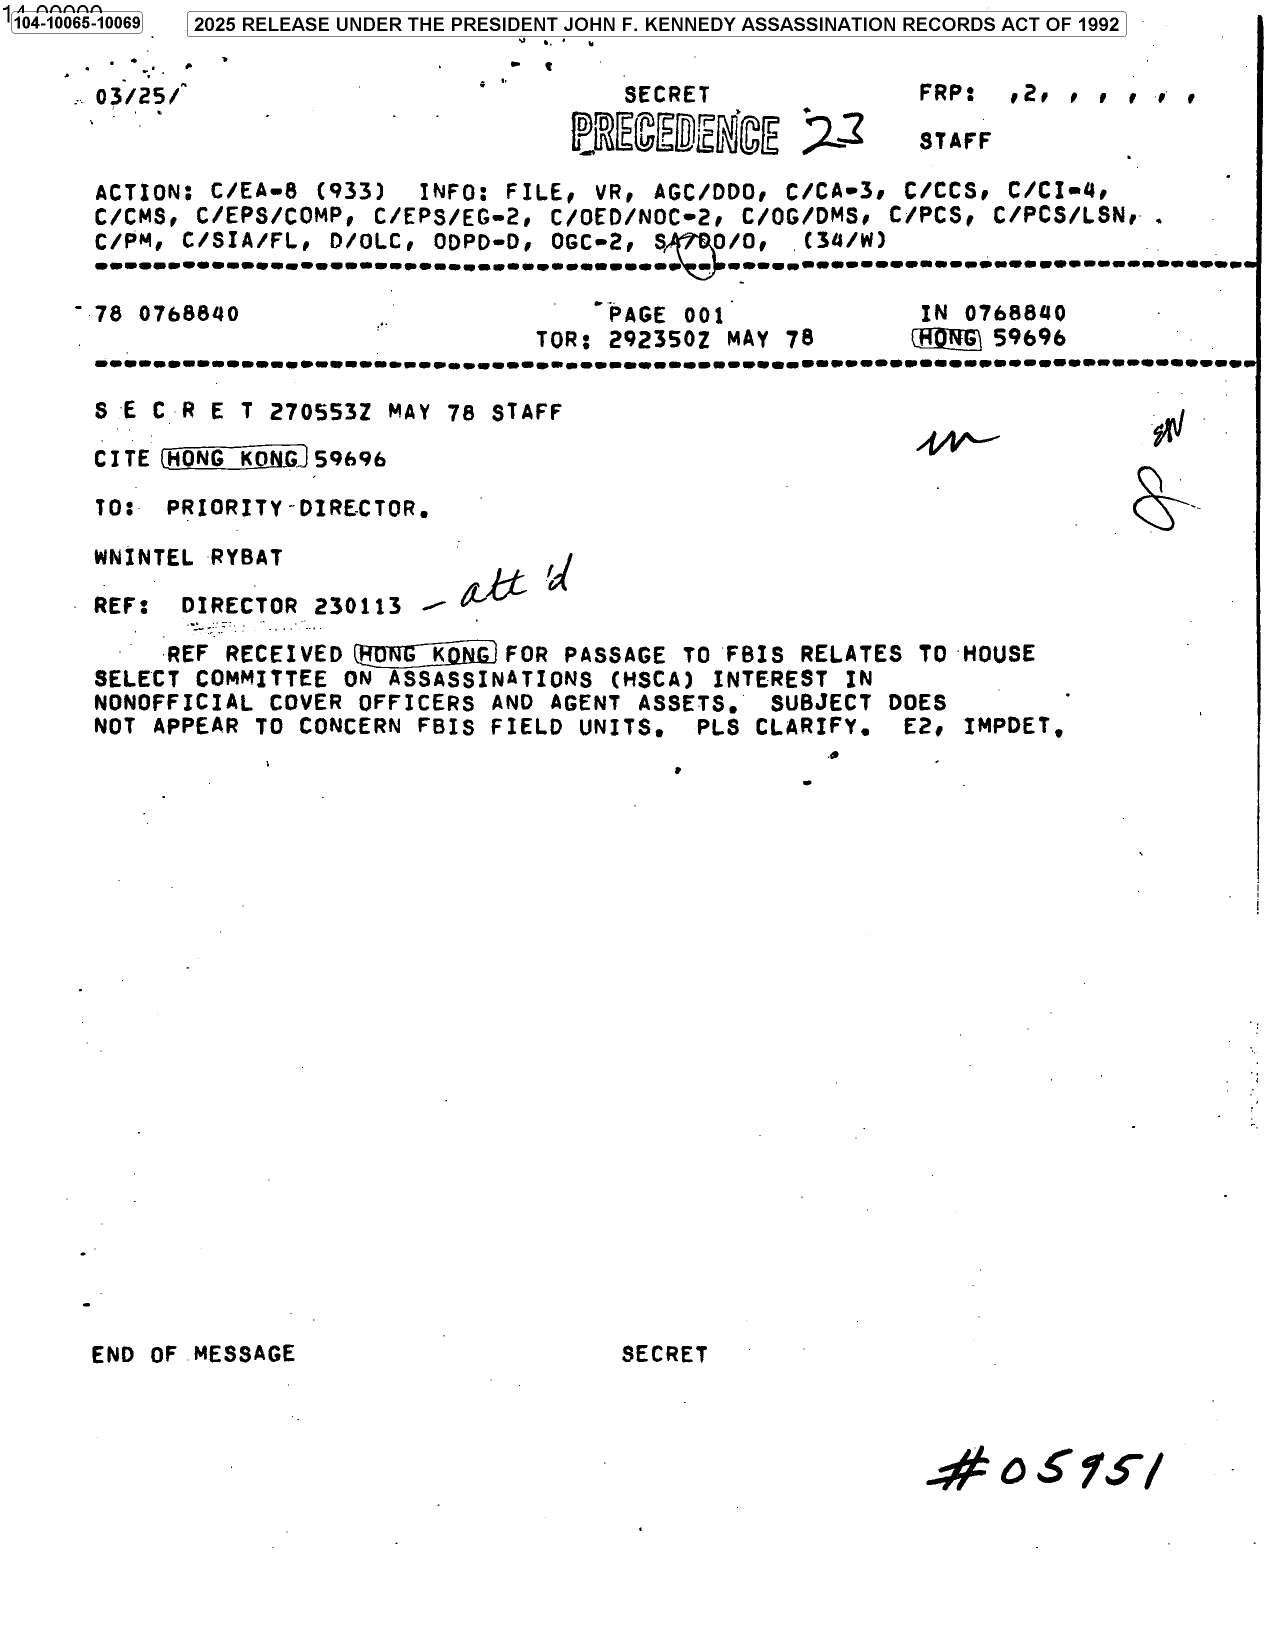 104-10065-10069
2025 RELEASE UNDER THE PRESIDENT JOHN F. KENNEDY ASSASSINATION RECORDS ACT OF 1992
03/25/ SECRET FRP: ,2, , , , , ,
PRECEDENCE 23 STAFF
ACTION: C/EA-8 (933) INFO: FILE, VR, AGC/DDO, C/CA-3, C/CCS, C/CI-4,
C/CMS, C/EPS/COMP, C/EPS/EG-2, C/OED/NOC-2, C/OG/DMS, C/PCS, C/PCS/LSN,
C/PM, C/SIA/FL, D/OLC, ODPD-D, OGC-2, SA/DO/O, (34/W)
78 0768840 PAGE 001 IN 0768840
TOR: 292350Z MAY 78 HONG 59696
S E C R E T 270553Z MAY 78 STAFF
CITE HONG KONG 59696
TO: PRIORITY DIRECTOR.
WNINTEL RYBAT
REF: DIRECTOR 230113 - att'd
REF RECEIVED HONG KONG FOR PASSAGE TO FBIS RELATES TO HOUSE
SELECT COMMITTEE ON ASSASSINATIONS (HSCA) INTEREST IN
NONOFFICIAL COVER OFFICERS AND AGENT ASSETS. SUBJECT DOES
NOT APPEAR TO CONCERN FBIS FIELD UNITS. PLS CLARIFY. E2, IMPDET.
END OF MESSAGE SECRET
#05951